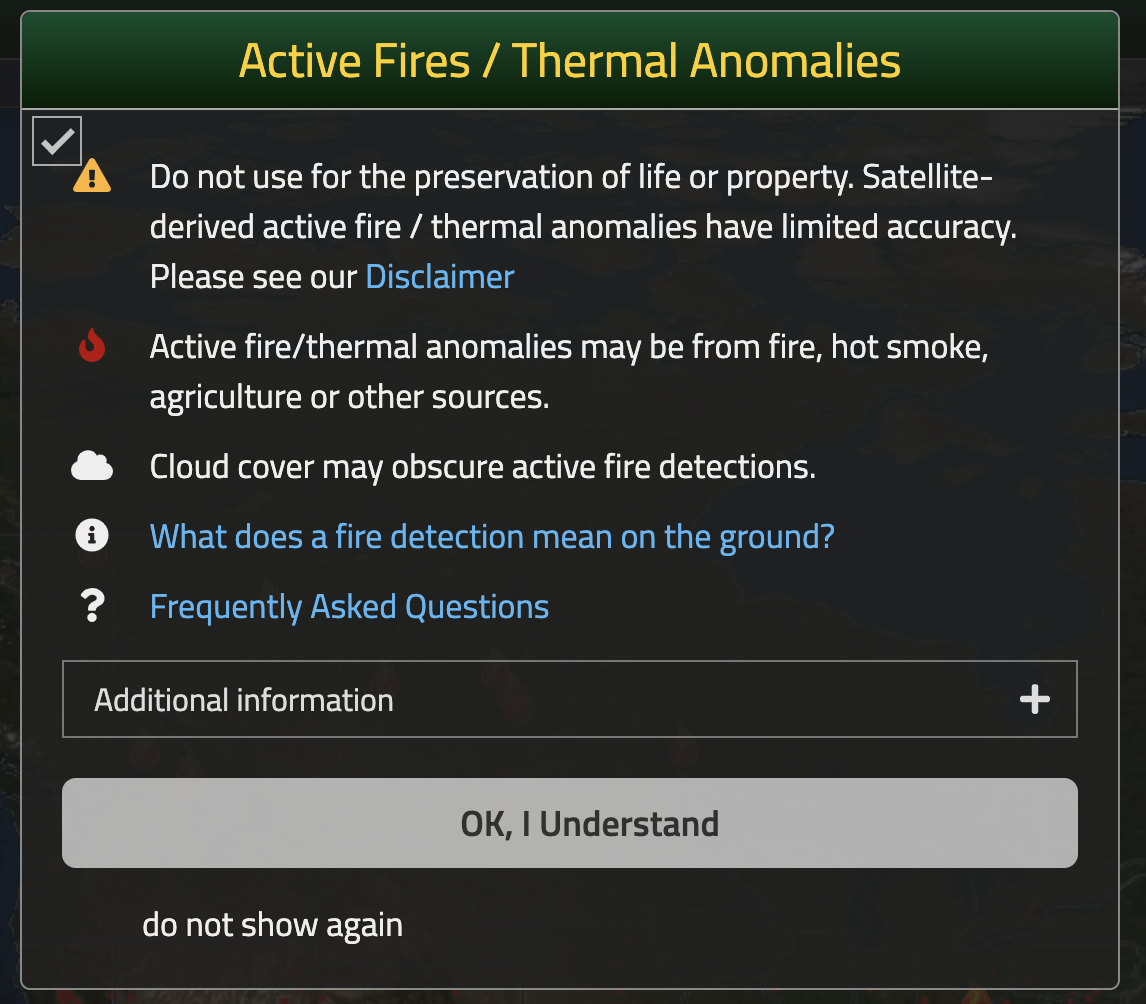 Active Fires / Thermal Anomalies
Do not use for the preservation of life or property. Satellite-
derived active fire / thermal anomalies have limited accuracy.
Please see our Disclaimer
Active fire/thermal anomalies may be from fire, hot smoke,
agriculture or other sources.
Cloud cover may obscure active fire detections.
What does a fire detection mean on the ground?
Frequently Asked Questions
Additional information
OK, I Understand
do not show again